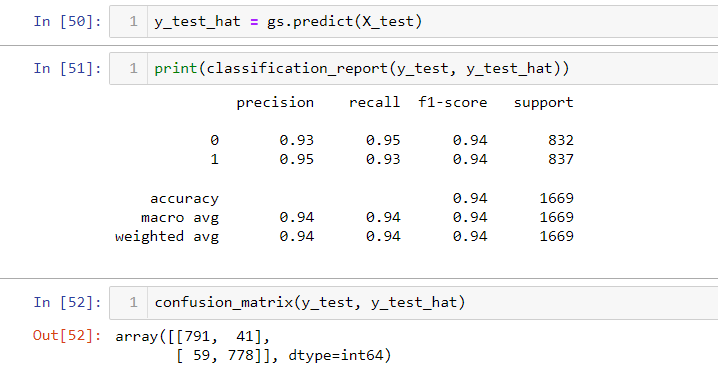 In [50]: 1 y_test_hat = gs.predict(X_test)
In [51]: 1 print(classification_report(y_test, y_test_hat))
precision recall f1-score support
0 0.93 0.95 0.94 832
1 0.95 0.93 0.94 837
accuracy 0.94 1669
macro avg 0.94 0.94 0.94 1669
weighted avg 0.94 0.94 0.94 1669
In [52]: 1 confusion_matrix(y_test, y_test_hat)
Out[52]: array([[791, 41],
[ 59, 778]], dtype=int64)